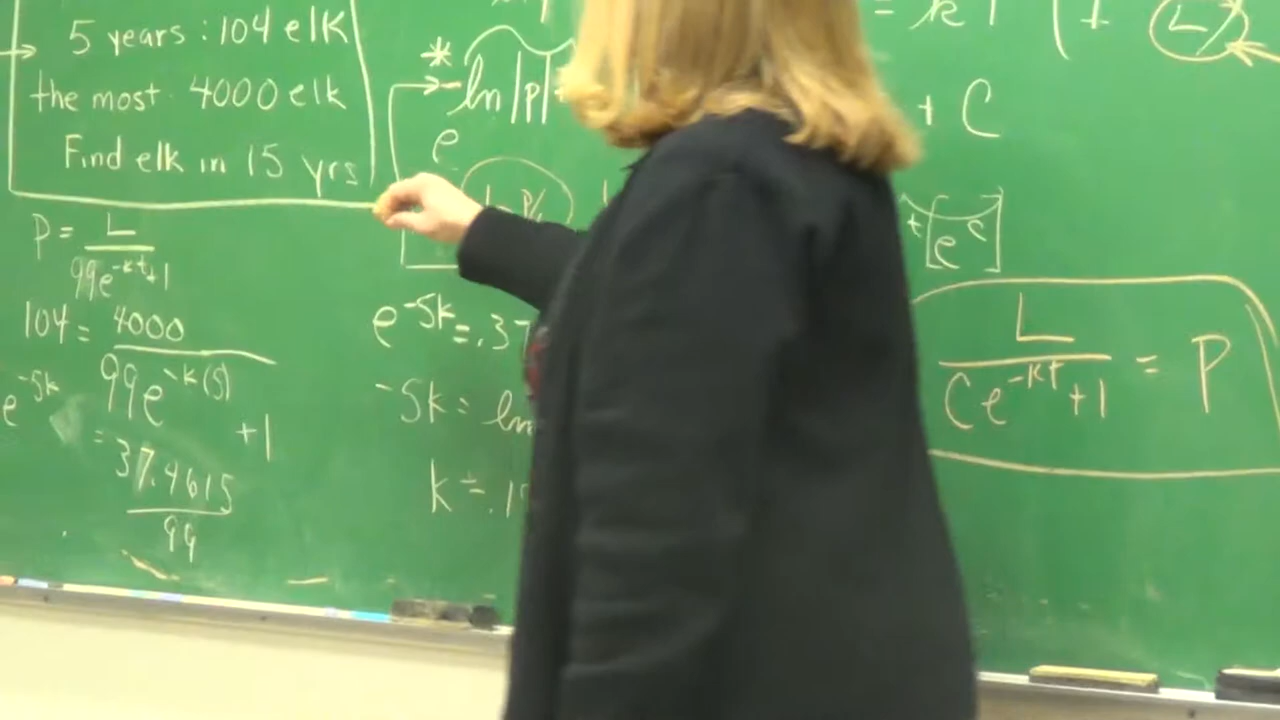 5 years : 104 elk
the most 4000 elk
Find elk in 15 yrs
P = L / 99e^-kt +1
104 = 4000 / 99e^-k(5) +1
e^-5k = 37.4615 / 99
* -ln|P|
e
+ C
[e^c]
e^-5k = .37
-5k = ln
k ≐ .1
L / Ce^-kt +1 = P